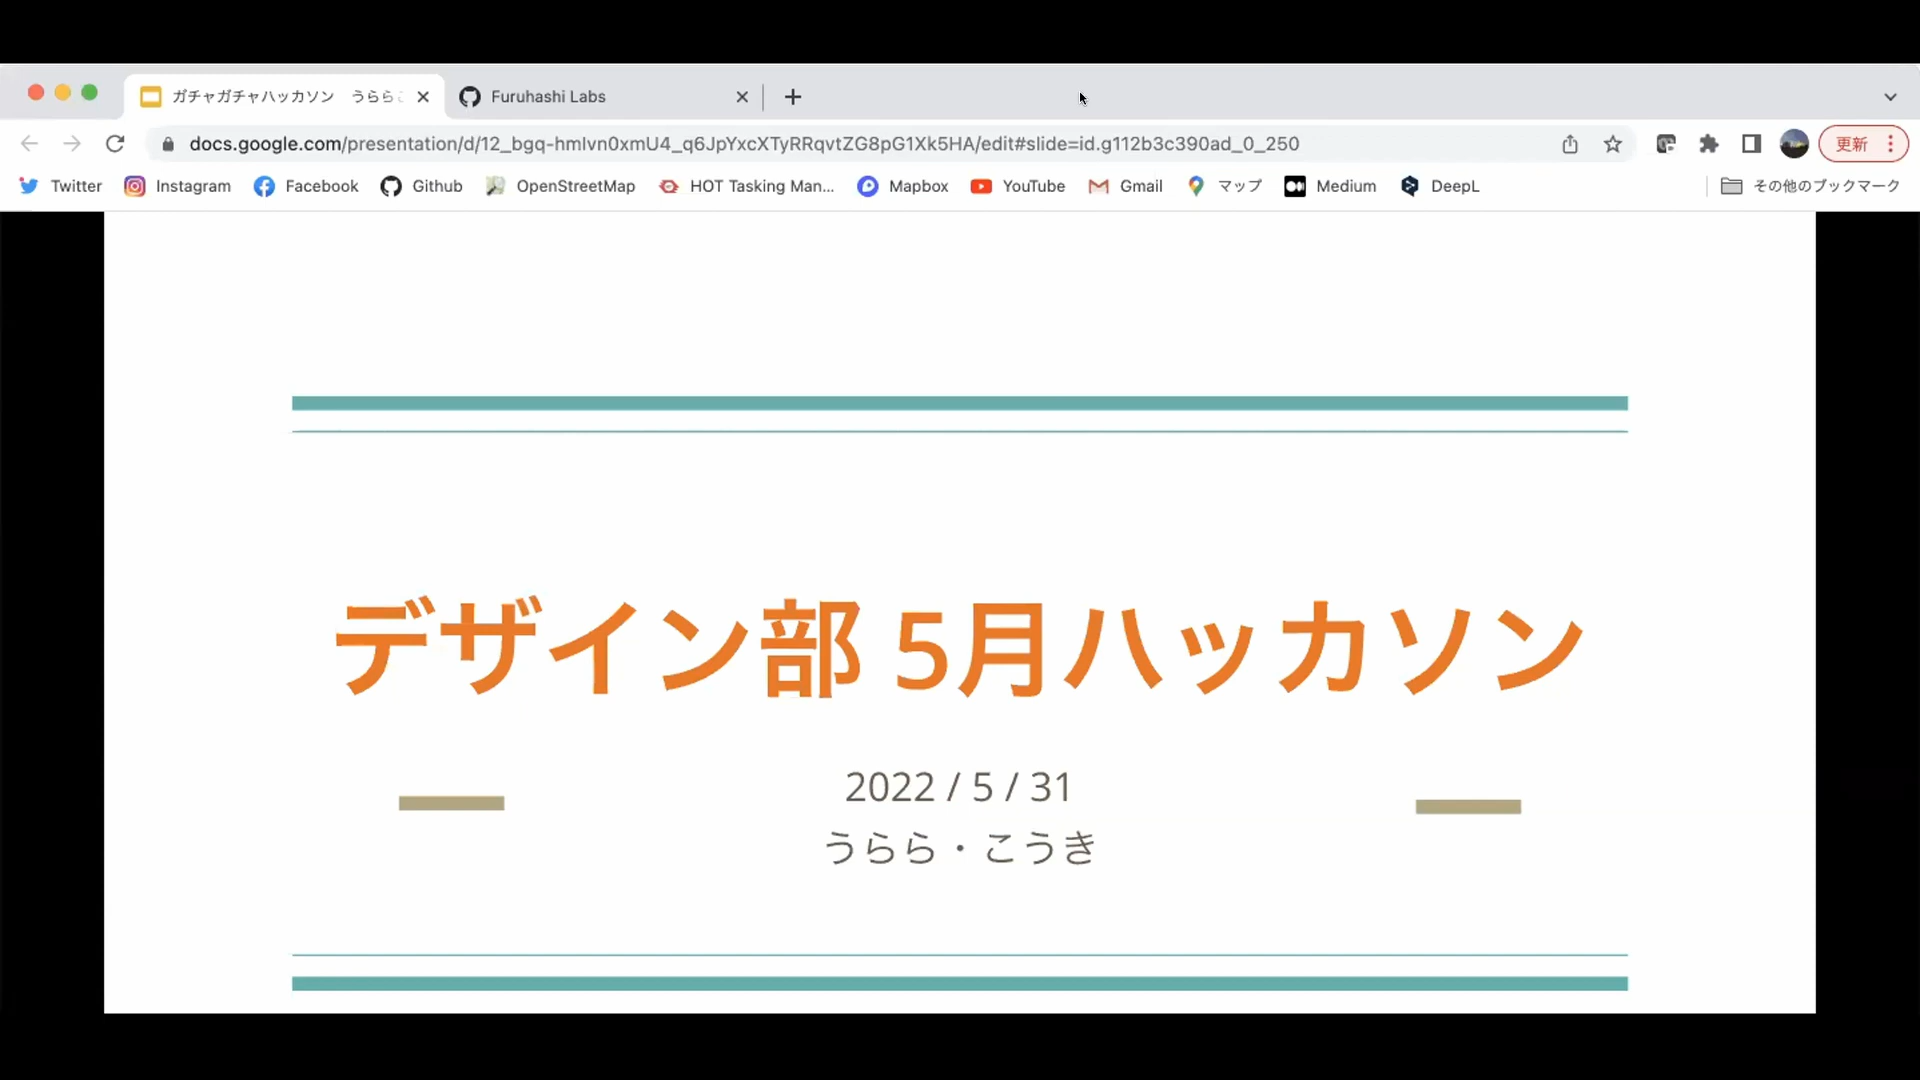 ガチャガチャハッカソン　うらら
Furuhashi Labs
docs.google.com/presentation/d/12_bgq-hmlvn0xmU4_q6JpYxcXTyRRqvtZG8pG1Xk5HA/edit#slide=id.g112b3c390ad_0_250
更新
Twitter Instagram Facebook Github OpenStreetMap HOT Tasking Man... Mapbox YouTube Gmail マップ Medium DeepL その他のブックマーク
デザイン部 5月ハッカソン
2022 / 5 / 31
うらら・こうき